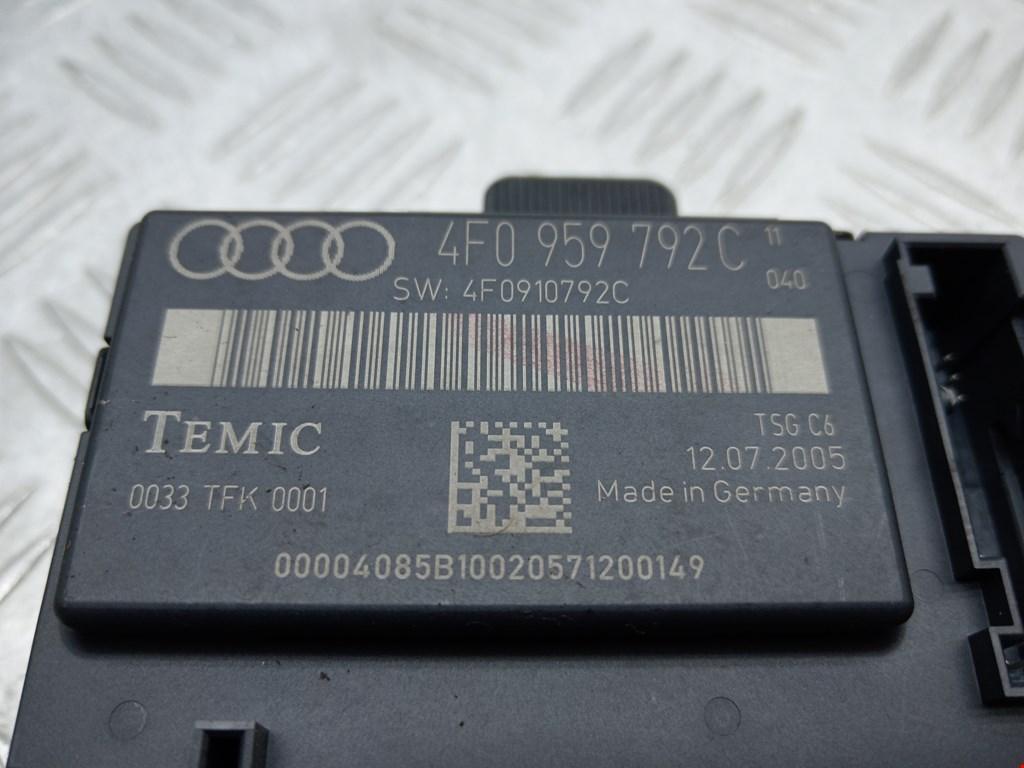 4F0 959 792C 11
040
SW: 4F0910792C
TEMIC
TSG C6
12.07.2005
0033 TFK 0001
Made in Germany
00004085B10020571200149